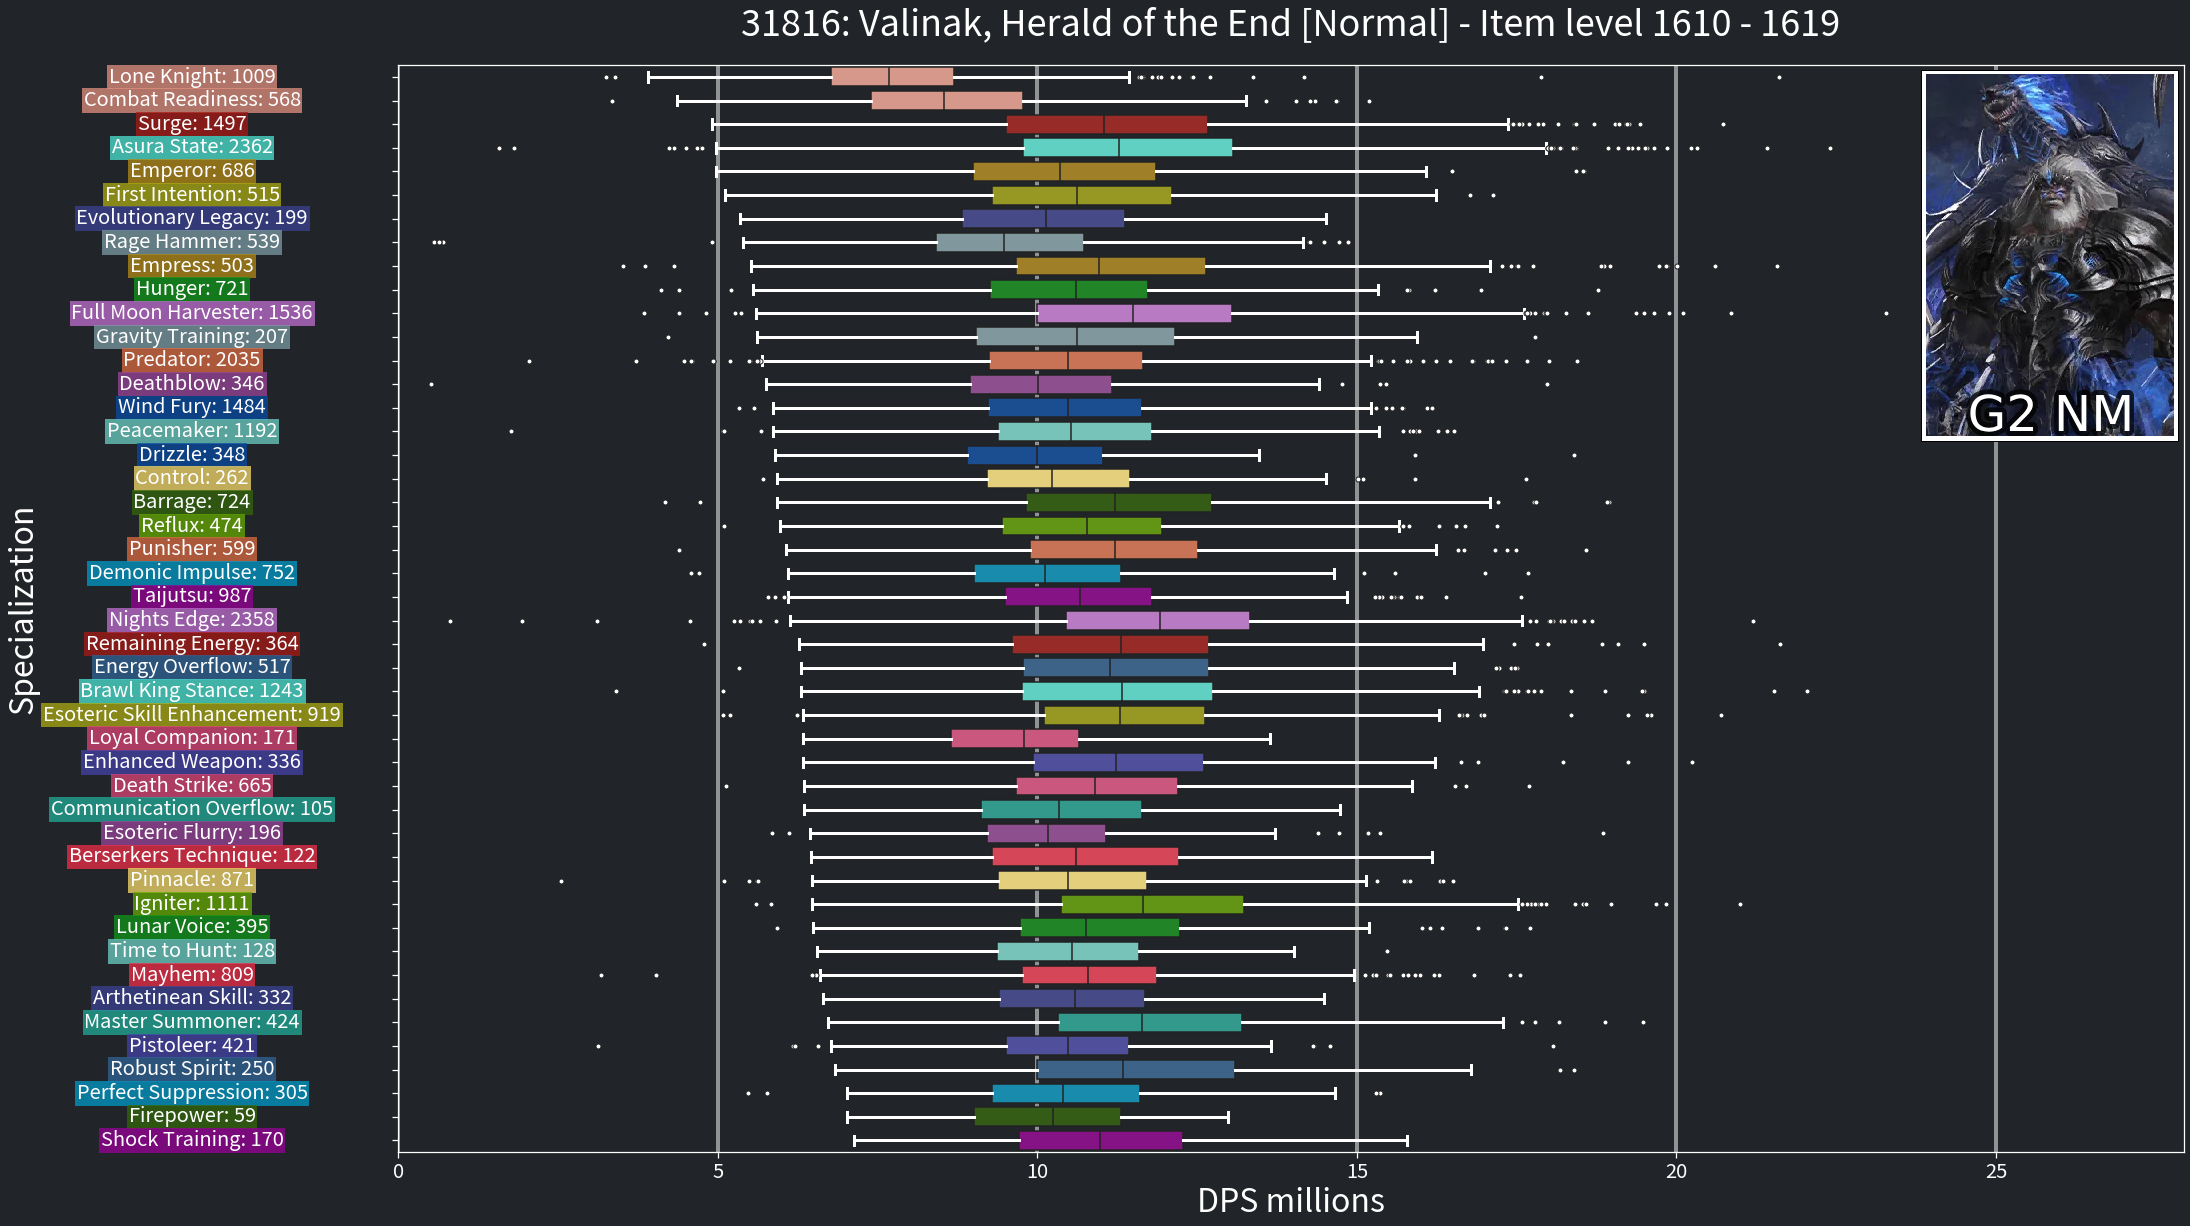 31816: Valinak, Herald of the End [Normal] - Item level 1610 - 1619
Lone Knight: 1009
Combat Readiness: 568
Surge: 1497
Asura State: 2362
Emperor: 686
First Intention: 515
Evolutionary Legacy: 199
Rage Hammer: 539
Empress: 503
Hunger: 721
Full Moon Harvester: 1536
Gravity Training: 207
Predator: 2035
Deathblow: 346
Wind Fury: 1484
Peacemaker: 1192
Drizzle: 348
Control: 262
Barrage: 724
Reflux: 474
Punisher: 599
Demonic Impulse: 752
Taijutsu: 987
Nights Edge: 2358
Remaining Energy: 364
Energy Overflow: 517
Brawl King Stance: 1243
Esoteric Skill Enhancement: 919
Loyal Companion: 171
Enhanced Weapon: 336
Death Strike: 665
Communication Overflow: 105
Esoteric Flurry: 196
Berserkers Technique: 122
Pinnacle: 871
Igniter: 1111
Lunar Voice: 395
Time to Hunt: 128
Mayhem: 809
Arthetinean Skill: 332
Master Summoner: 424
Pistoleer: 421
Robust Spirit: 250
Perfect Suppression: 305
Firepower: 59
Shock Training: 170
Specialization
G2 NM
0 5 10 15 20 25
DPS millions